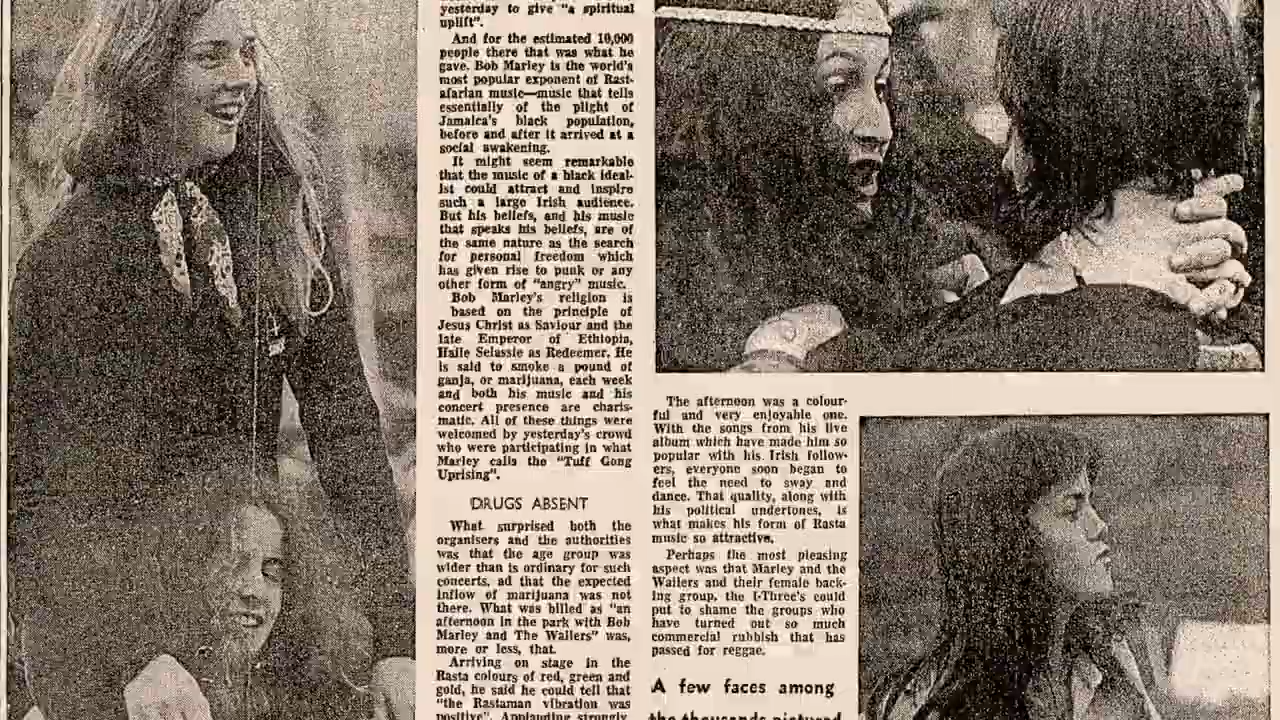 yesterday to give "a spiritual
uplift".
And for the estimated 10,000
people there that was what he
gave. Bob Marley is the world's
most popular exponent of Rast-
afarian music—music that tells
essentially of the plight of
Jamaica's black population,
before and after it arrived at a
social awakening.
It might seem remarkable
that the music of a black ideal-
ist could attract and inspire
such a large Irish audience.
But his beliefs, and his music
that speaks his beliefs, are of
the same nature as the search
for personal freedom which
has given rise to punk or any
other form of "angry" music.
Bob Marley's religion is
based on the principle of
Jesus Christ as Saviour and the
late Emperor of Ethiopia,
Haile Selassie as Redeemer. He
is said to smoke a pound of
ganja, or marijuana, each week
and both his music and his
concert presence are charis-
matic. All of these things were
welcomed by yesterday's crowd
who were participating in what
Marley calls the "Tuff Gong
Uprising".
DRUGS ABSENT
What surprised both the
organisers and the authorities
was that the age group was
wider than is ordinary for such
concerts, ad that the expected
inflow of marijuana was not
there. What was billed as "an
afternoon in the park with Bob
Marley and The Wailers" was,
more or less, that.
Arriving on stage in the
Rasta colours of red, green and
gold, he said he could tell that
"the Rastaman vibration was
positive". Applauding strongly,
The afternoon was a colour-
ful and very enjoyable one.
With the songs from his live
album which have made him so
popular with his Irish follow-
ers, everyone soon began to
feel the need to sway and
dance. That quality, along with
his political undertones, is
what makes his form of Rasta
music so attractive.
Perhaps the most pleasing
aspect was that Marley and the
Wailers and their female back-
ing group, the I-Three's could
put to shame the groups who
have turned out so much
commercial rubbish that has
passed for reggae.
A few faces among
the thousands pictured